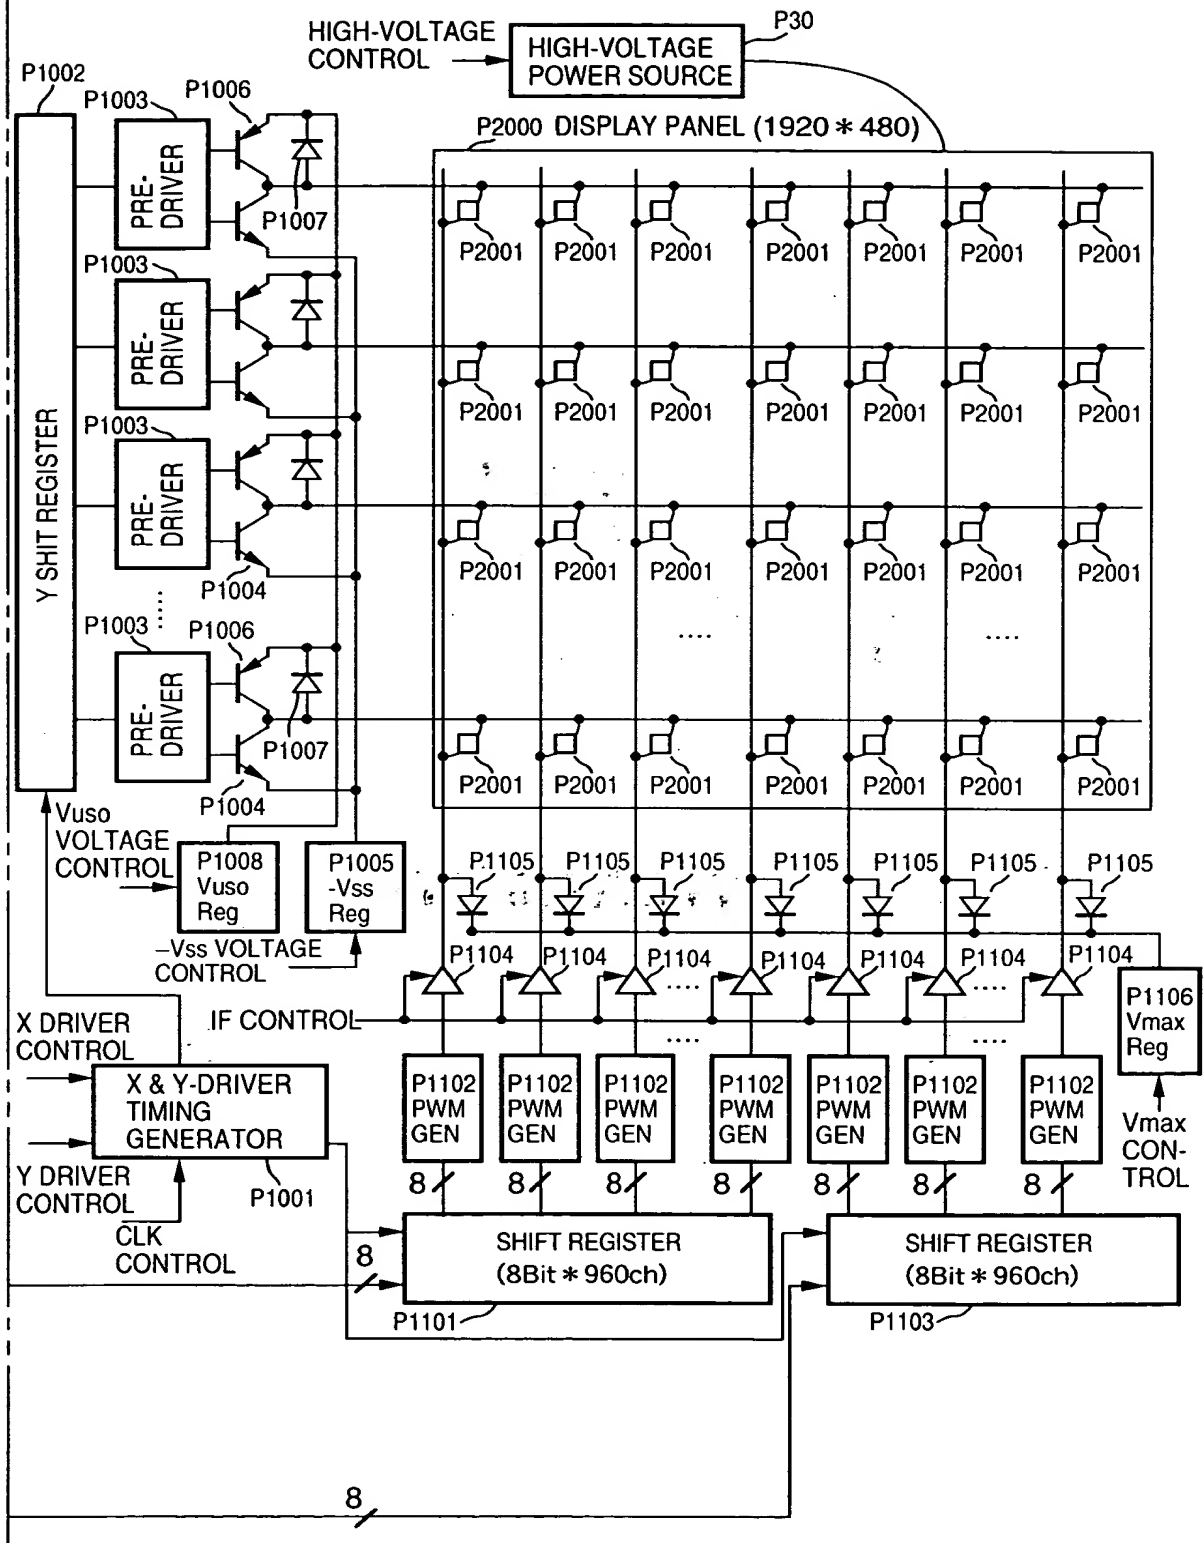 HIGH-VOLTAGE
CONTROL
HIGH-VOLTAGE
POWER SOURCE
P30
P1002
P1003
P1006
P2000 DISPLAY PANEL (1920 * 480)
PRE-
DRIVER
P1007
P2001 P2001 P2001 P2001 P2001 P2001 P2001
P1003
PRE-
DRIVER
P2001 P2001 P2001 P2001 P2001 P2001 P2001
P1003
PRE-
DRIVER
P1004
P2001 P2001 P2001 P2001 P2001 P2001 P2001
Y SHIT REGISTER
.....
.... ....
P1003
P1006
PRE-
DRIVER
P1007
P1004
P2001 P2001 P2001 P2001 P2001 P2001 P2001
Vuso
VOLTAGE
CONTROL
P1008
Vuso
Reg
P1005
-Vss
Reg
–Vss VOLTAGE
CONTROL
P1105 P1105 P1105 P1105 P1105 P1105 P1105
P1104 P1104 P1104 P1104 P1104 P1104 P1104
.... ....
IF CONTROL
.... ....
P1106
Vmax
Reg
Vmax
CON-
TROL
X DRIVER
CONTROL
X & Y-DRIVER
TIMING
GENERATOR
P1001
Y DRIVER
CONTROL
CLK
CONTROL
P1102 P1102 P1102 P1102 P1102 P1102 P1102
PWM PWM PWM PWM PWM PWM PWM
GEN GEN GEN GEN GEN GEN GEN
8 8 8 8 8 8 8
8
SHIFT REGISTER
(8Bit * 960ch)
P1101
SHIFT REGISTER
(8Bit * 960ch)
P1103
8